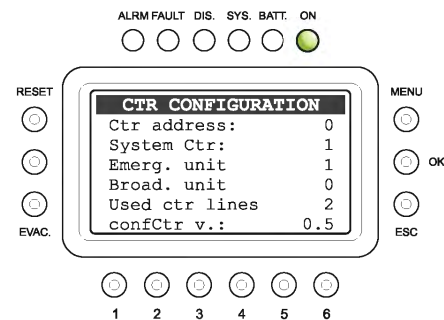 ALRM FAULT DIS. SYS. BATT. ON
RESET
MENU
CTR CONFIGURATION
Ctr address: 0
System Ctr: 1
Emerg. unit 1
Broad. unit 0
Used ctr lines 2
confCtr v.: 0.5
OK
EVAC.
ESC
1 2 3 4 5 6